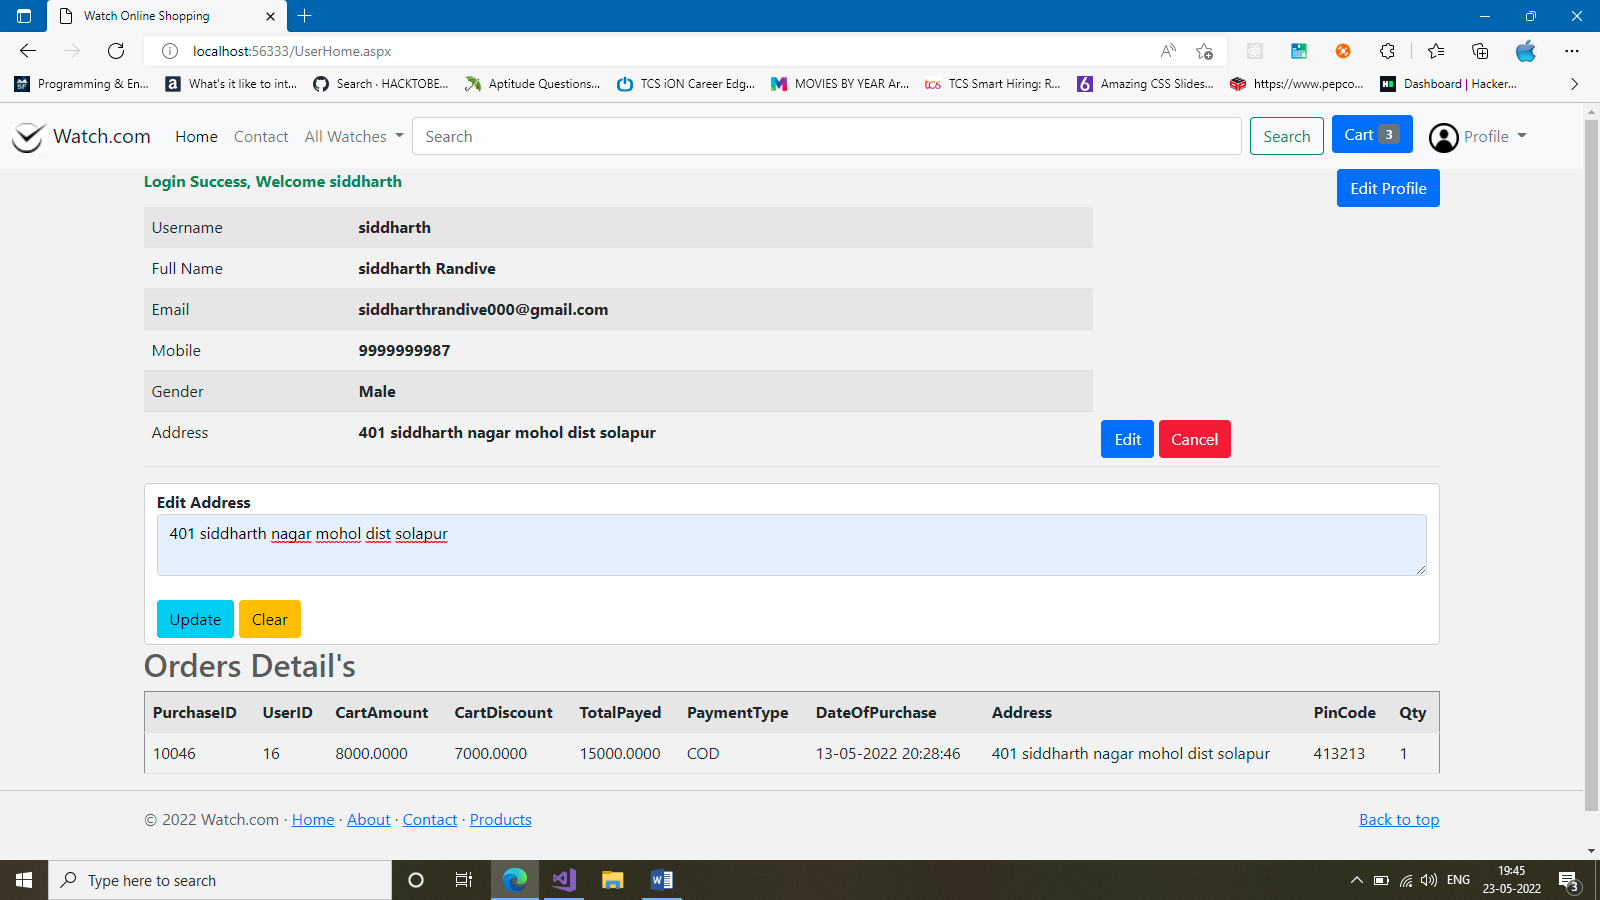 Watch Online Shopping
localhost:56333/UserHome.aspx
Programming & En... What's it like to int... Search · HACKTOBE... Aptitude Questions... TCS iON Career Edg... MOVIES BY YEAR Ar... TCS Smart Hiring: R... Amazing CSS Slides... https://www.pepco... Dashboard | Hacker...
Watch.com Home Contact All Watches Search Search Cart 3 Profile
Login Success, Welcome siddharth Edit Profile
Username siddharth
Full Name siddharth Randive
Email siddharthrandive000@gmail.com
Mobile 9999999987
Gender Male
Address 401 siddharth nagar mohol dist solapur Edit Cancel
Edit Address
401 siddharth nagar mohol dist solapur
Update Clear
Orders Detail's
PurchaseID UserID CartAmount CartDiscount TotalPayed PaymentType DateOfPurchase Address PinCode Qty
10046 16 8000.0000 7000.0000 15000.0000 COD 13-05-2022 20:28:46 401 siddharth nagar mohol dist solapur 413213 1
© 2022 Watch.com · Home · About · Contact · Products Back to top
Type here to search ENG 19:45
23-05-2022 3